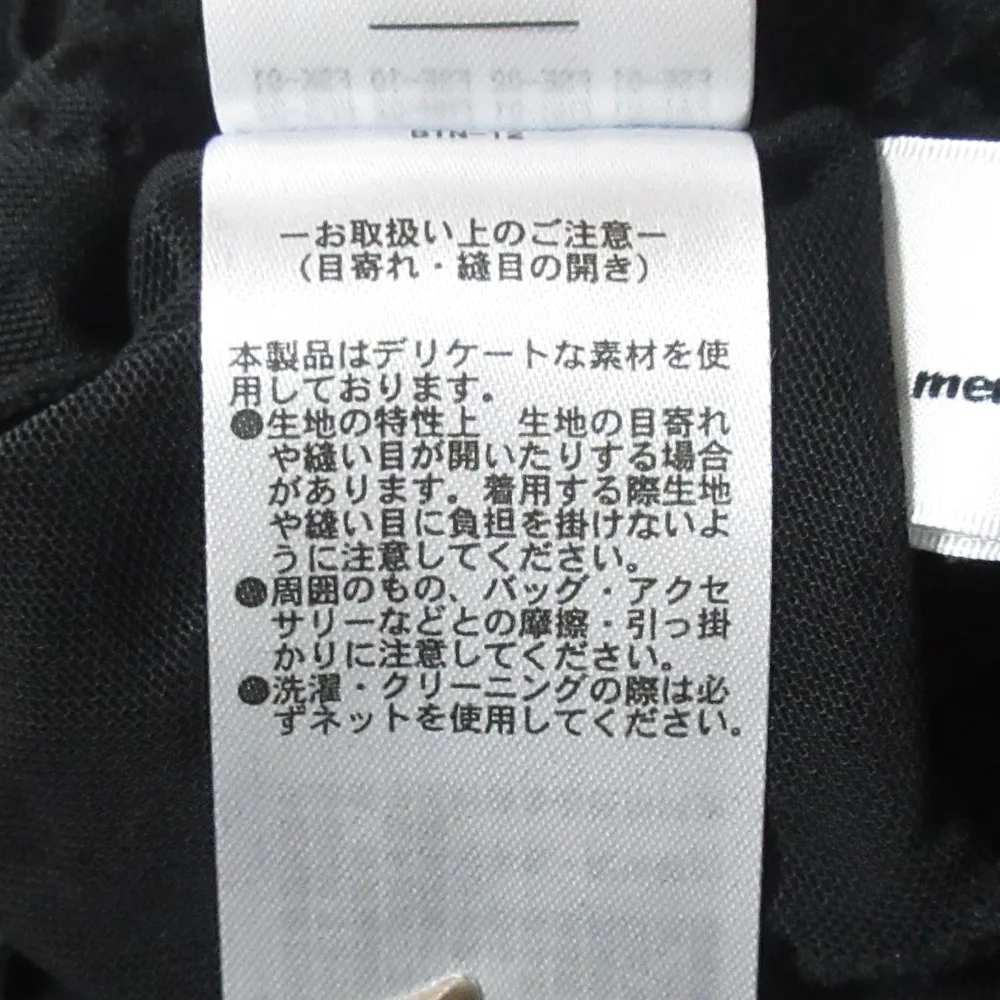 BTN-12
－お取扱い上のご注意－
（目寄れ・縫目の開き）
本製品はデリケートな素材を使
用しております。
●生地の特性上　生地の目寄れ
や縫い目が開いたりする場合
があります。着用する際生地
や縫い目に負担を掛けないよ
うに注意してください。
●周囲のもの、バッグ・アクセ
サリーなどとの摩擦・引っ掛
かりに注意してください。
●洗濯・クリーニングの際は必
ずネットを使用してください。